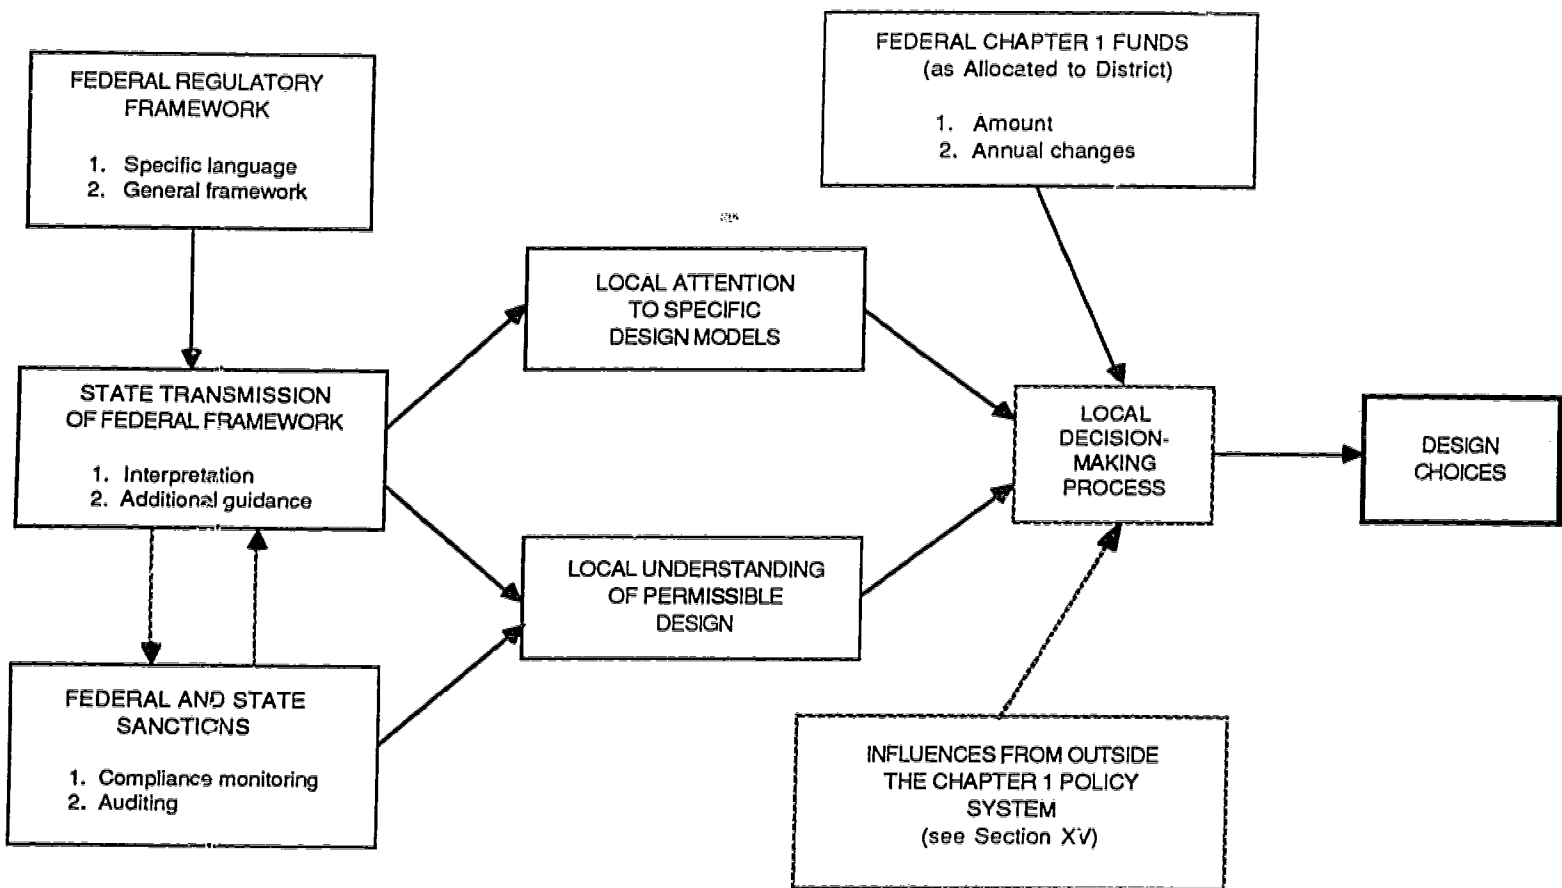 FEDERAL REGULATORY
FRAMEWORK
1. Specific language
2. General framework
FEDERAL CHAPTER 1 FUNDS
(as Allocated to District)
1. Amount
2. Annual changes
LOCAL ATTENTION
TO SPECIFIC
DESIGN MODELS
STATE TRANSMISSION
OF FEDERAL FRAMEWORK
1. Interpretation
2. Additional guidance
LOCAL
DECISION-
MAKING
PROCESS
DESIGN
CHOICES
LOCAL UNDERSTANDING
OF PERMISSIBLE
DESIGN
FEDERAL AND STATE
SANCTIONS
1. Compliance monitoring
2. Auditing
INFLUENCES FROM OUTSIDE
THE CHAPTER 1 POLICY
SYSTEM
(see Section XV)